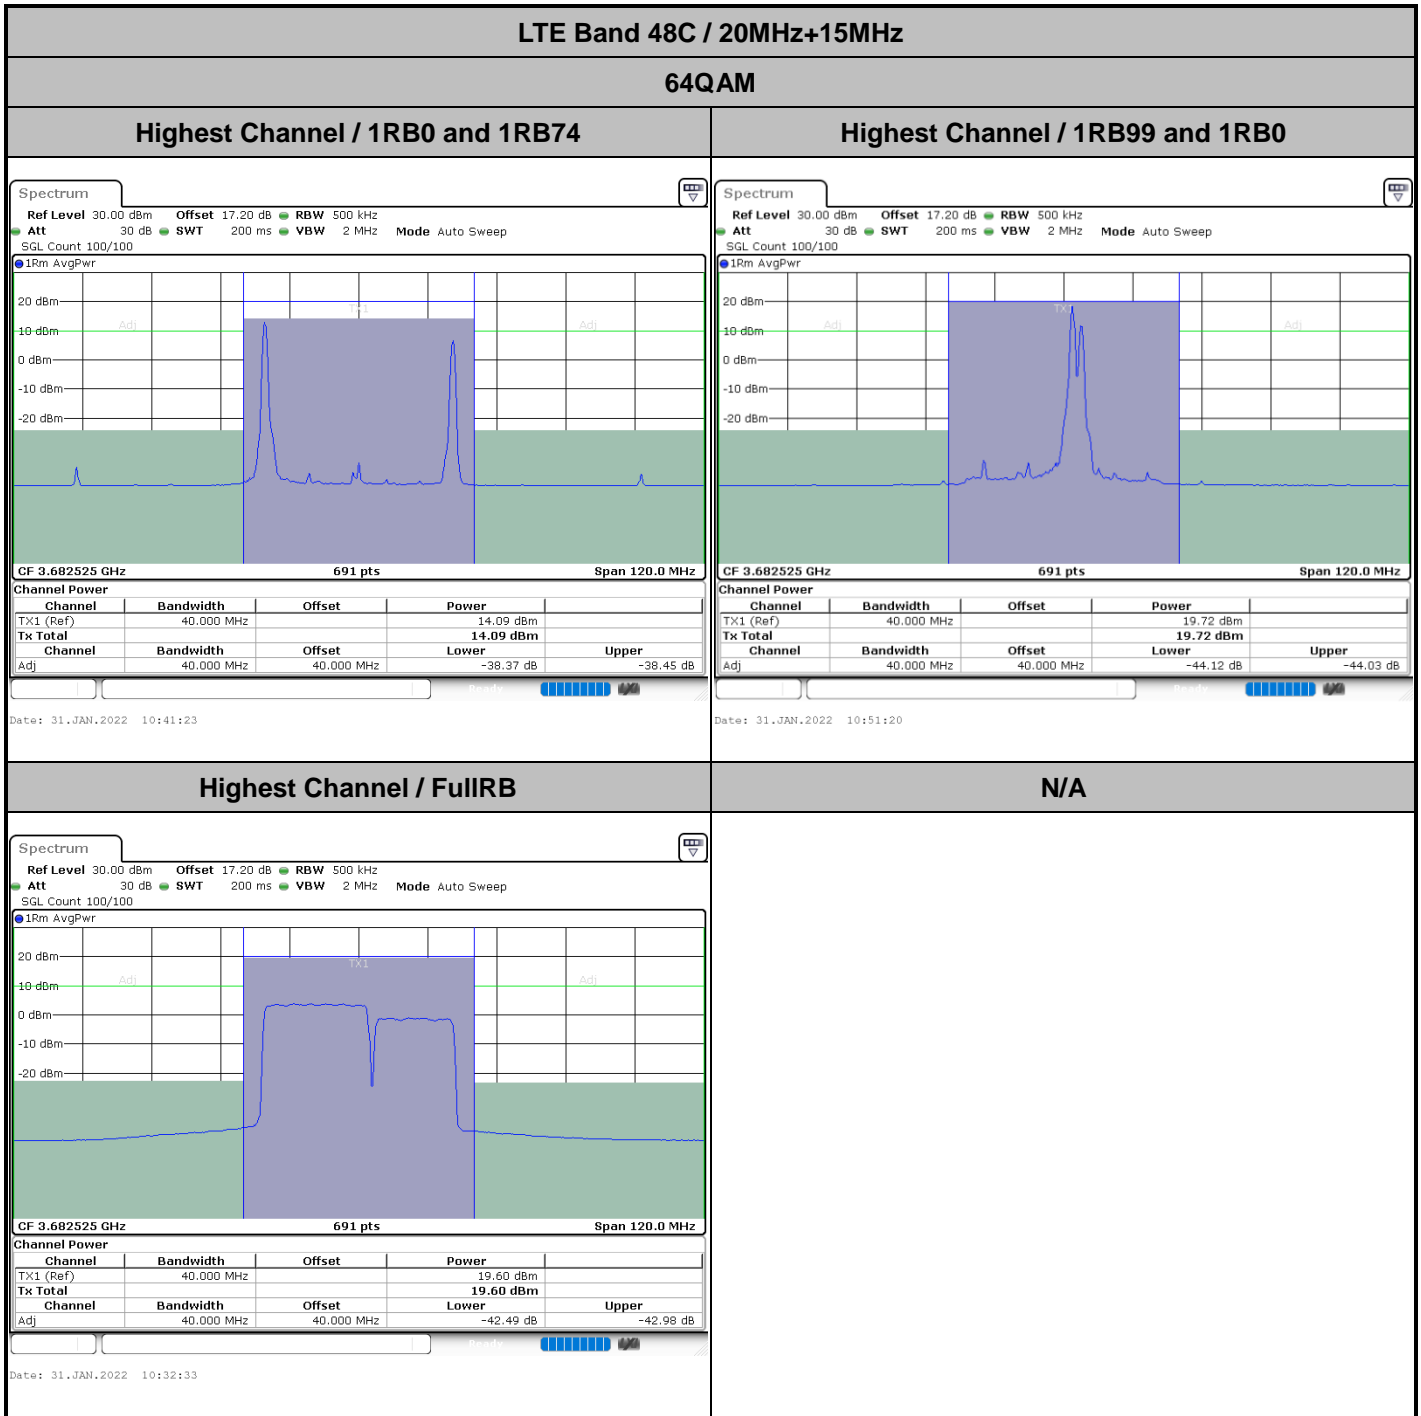 LTE Band 48C / 20MHz+15MHz
64QAM
Highest Channel / 1RB0 and 1RB74
Highest Channel / 1RB99 and 1RB0
Spectrum
Ref Level 30.00 dBm Offset 17.20 dB RBW 500 kHz
Att 30 dB SWT 200 ms VBW 2 MHz Mode Auto Sweep
SGL Count 100/100
1Rm AvgPwr
TX1
20 dBm
Adj
Adj
10 dBm
0 dBm
-10 dBm
-20 dBm
CF 3.682525 GHz 691 pts Span 120.0 MHz
Channel Power
Channel Bandwidth Offset Power
TX1 (Ref) 40.000 MHz 14.09 dBm
Tx Total 14.09 dBm
Channel Bandwidth Offset Lower Upper
Adj 40.000 MHz 40.000 MHz -38.37 dB -38.45 dB
Ready
Date: 31.JAN.2022 10:41:23
Spectrum
Ref Level 30.00 dBm Offset 17.20 dB RBW 500 kHz
Att 30 dB SWT 200 ms VBW 2 MHz Mode Auto Sweep
SGL Count 100/100
1Rm AvgPwr
20 dBm
TX1
Adj
Adj
10 dBm
0 dBm
-10 dBm
-20 dBm
CF 3.682525 GHz 691 pts Span 120.0 MHz
Channel Power
Channel Bandwidth Offset Power
TX1 (Ref) 40.000 MHz 19.72 dBm
Tx Total 19.72 dBm
Channel Bandwidth Offset Lower Upper
Adj 40.000 MHz 40.000 MHz -44.12 dB -44.03 dB
Ready
Date: 31.JAN.2022 10:51:20
Highest Channel / FullRB
N/A
Spectrum
Ref Level 30.00 dBm Offset 17.20 dB RBW 500 kHz
Att 30 dB SWT 200 ms VBW 2 MHz Mode Auto Sweep
SGL Count 100/100
1Rm AvgPwr
20 dBm
TX1
Adj
Adj
10 dBm
0 dBm
-10 dBm
-20 dBm
CF 3.682525 GHz 691 pts Span 120.0 MHz
Channel Power
Channel Bandwidth Offset Power
TX1 (Ref) 40.000 MHz 19.60 dBm
Tx Total 19.60 dBm
Channel Bandwidth Offset Lower Upper
Adj 40.000 MHz 40.000 MHz -42.49 dB -42.98 dB
Ready
Date: 31.JAN.2022 10:32:33